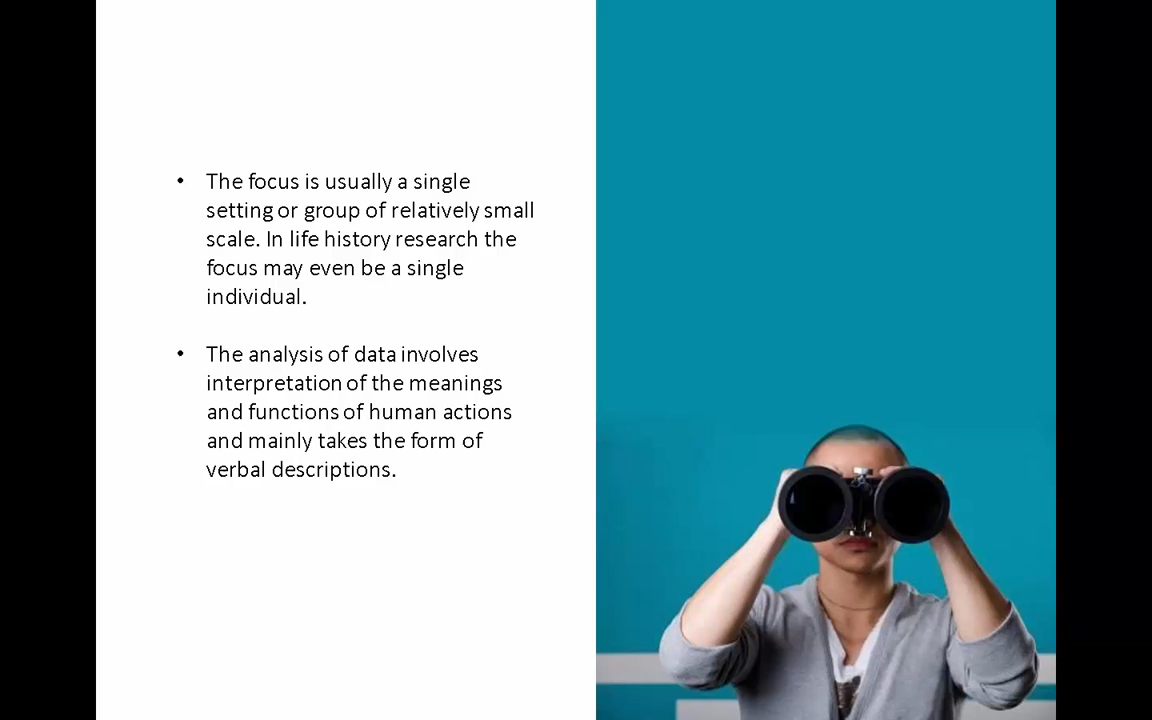 • The focus is usually a single
setting or group of relatively small
scale. In life history research the
focus may even be a single
individual.
• The analysis of data involves
interpretation of the meanings
and functions of human actions
and mainly takes the form of
verbal descriptions.